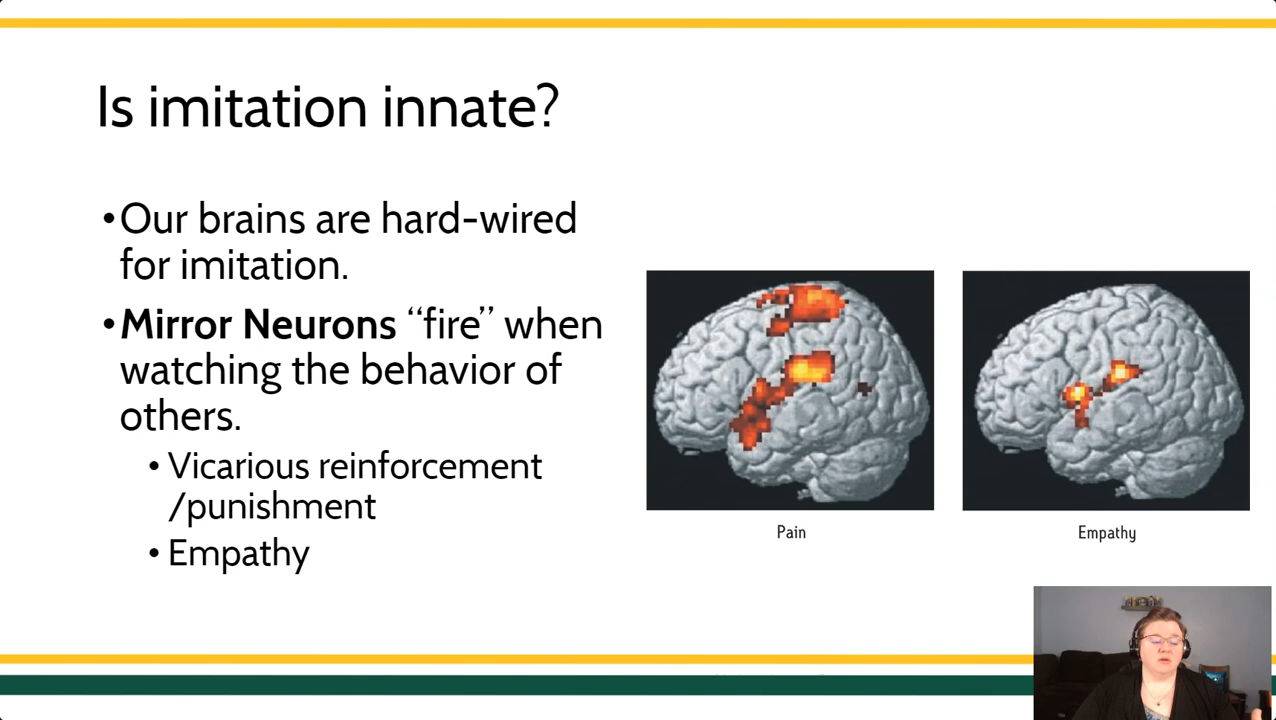 Is imitation innate?
•Our brains are hard-wired
for imitation.
•Mirror Neurons “fire” when
watching the behavior of
others.
• Vicarious reinforcement
/punishment
• Empathy
Pain
Empathy